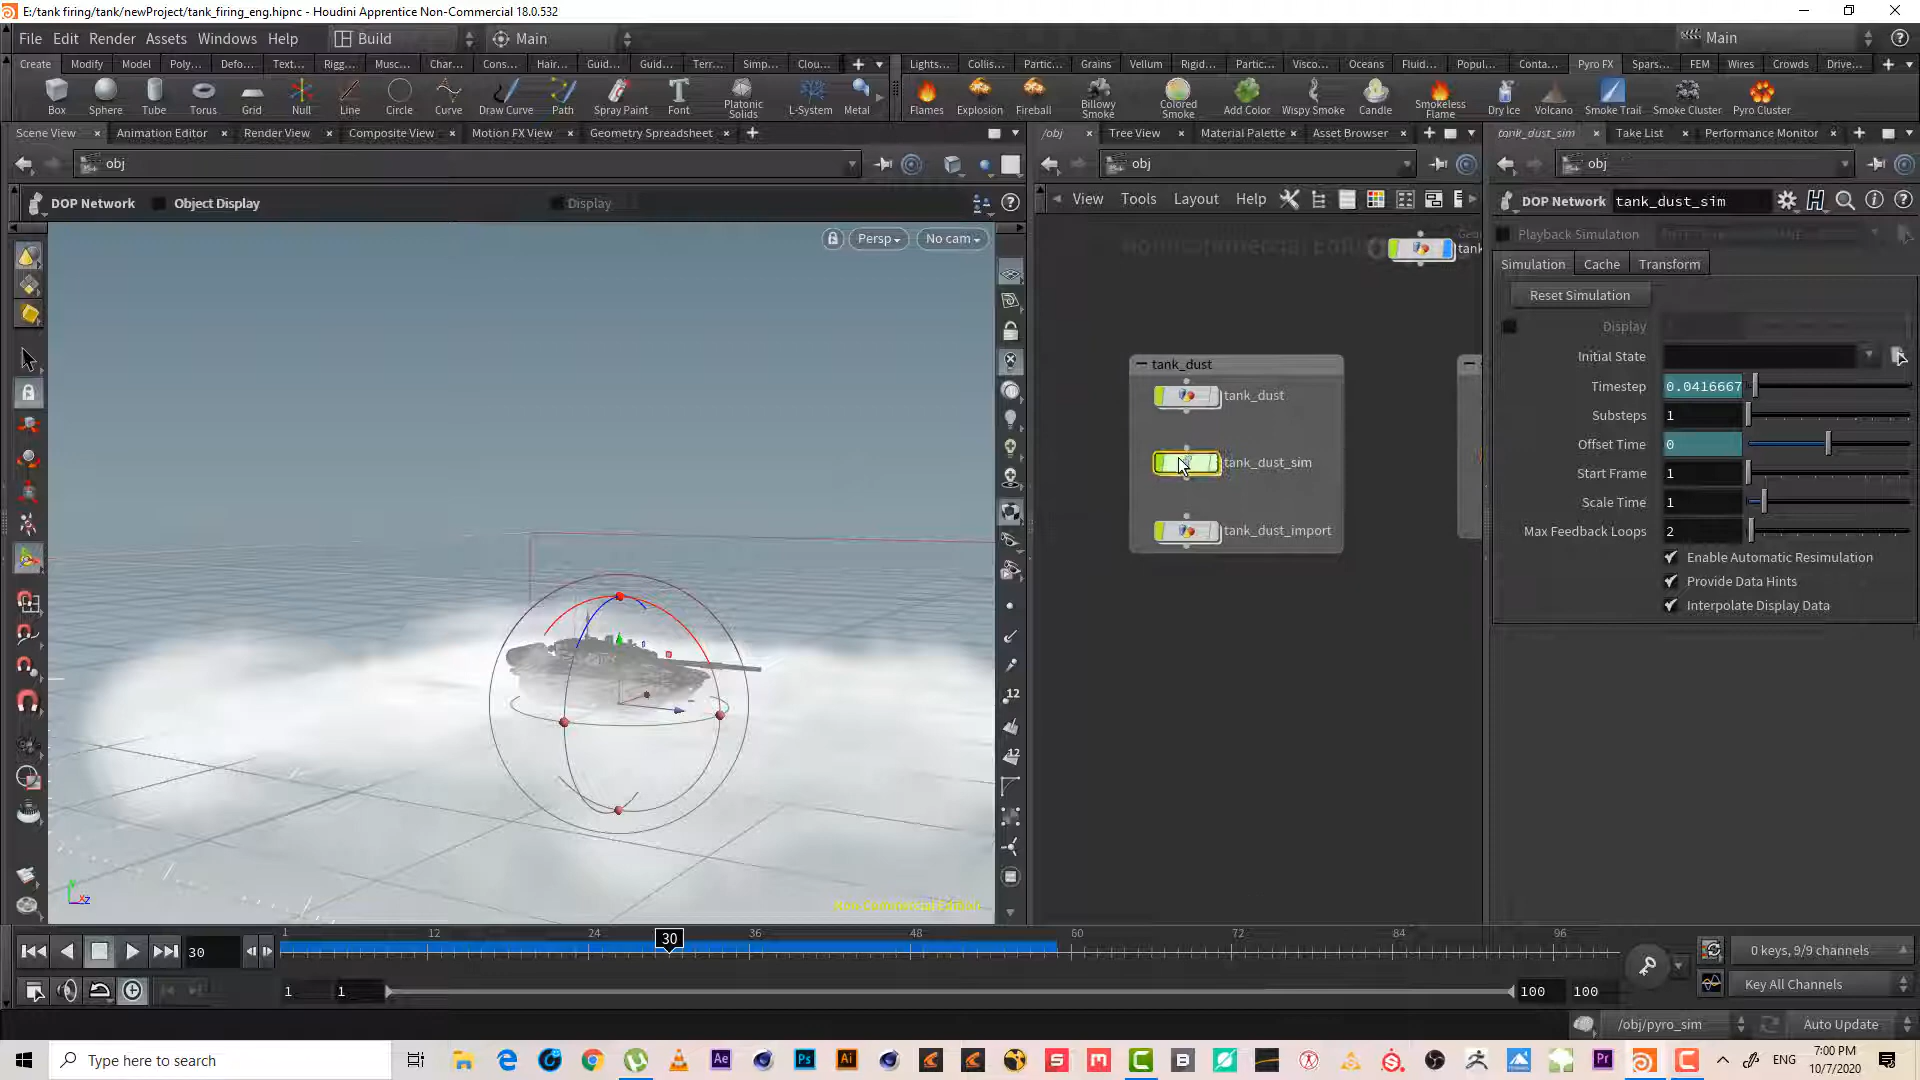 E:/tank firing/tank/newProject/tank_firing_eng.hipnc - Houdini Apprentice Non-Commercial 18.0.532
File Edit Render Assets Windows Help Build Main Main
Create Modify Model Poly... Defo... Text... Rigg... Musc... Char... Cons... Hair... Guid... Guid... Terr... Simp... Clou... Lights... Collis... Partic... Grains Vellum Rigid... Partic... Visco... Oceans Fluid... Popul... Conta... Pyro FX Spars... FEM Wires Crowds Drive...
Box Sphere Tube Torus Grid Null Line Circle Curve Draw Curve Path Spray Paint Font Platonic Solids L-System Metal Flames Explosion Fireball Billowy Smoke Colored Smoke Add Color Wispy Smoke Candle Smokeless Flame Dry Ice Volcano Smoke Trail Smoke Cluster Pyro Cluster
Scene View Animation Editor Render View Composite View Motion FX View Geometry Spreadsheet /obj Tree View Material Palette Asset Browser tank_dust_sim Take List Performance Monitor
obj obj obj
DOP Network Object Display Display View Tools Layout Help DOP Network tank_dust_sim
Persp No cam
Playback Simulation
tank
Simulation Cache Transform
Reset Simulation
Display
Initial State
tank_dust
Timestep 0.0416667
tank_dust
Substeps 1
Offset Time 0
tank_dust_sim
Start Frame 1
Scale Time 1
tank_dust_import
Max Feedback Loops 2
Enable Automatic Resimulation
Provide Data Hints
Interpolate Display Data
12
12
Non-Commercial Edition
1 12 24 30 36 48 60 72 84 96
30
0 keys, 9/9 channels
1 1 100 100
Key All Channels
/obj/pyro_sim Auto Update
Type here to search
ENG
7:00 PM
10/7/2020